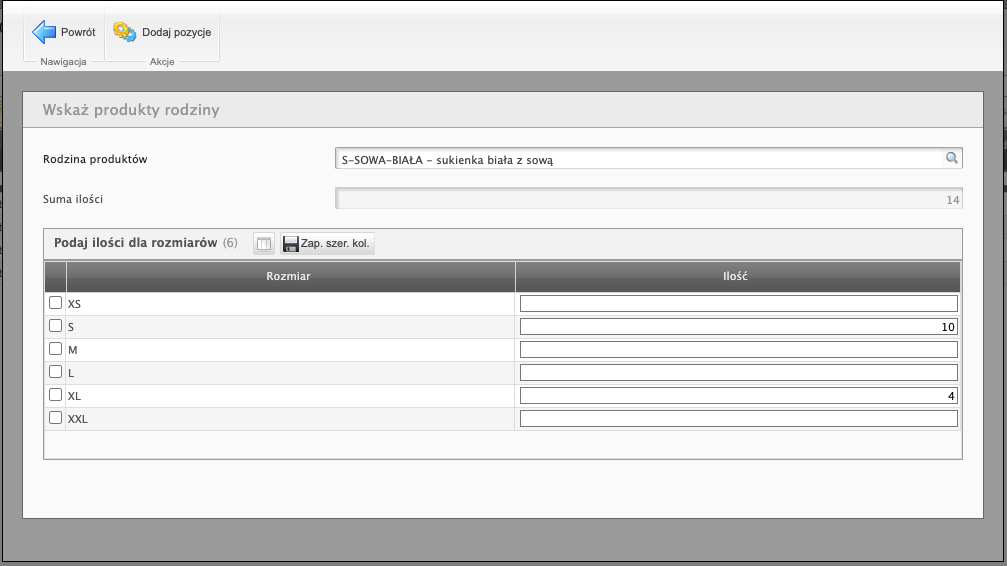 Powrót
Dodaj pozycje
Nawigacja
Akcje
Wskaż produkty rodziny
Rodzina produktów
S-SOWA-BIAŁA - sukienka biała z sową
Suma ilości
14
Podaj ilości dla rozmiarów (6)
Zap. szer. kol.
Rozmiar Ilość
XS
S 10
M
L
XL 4
XXL